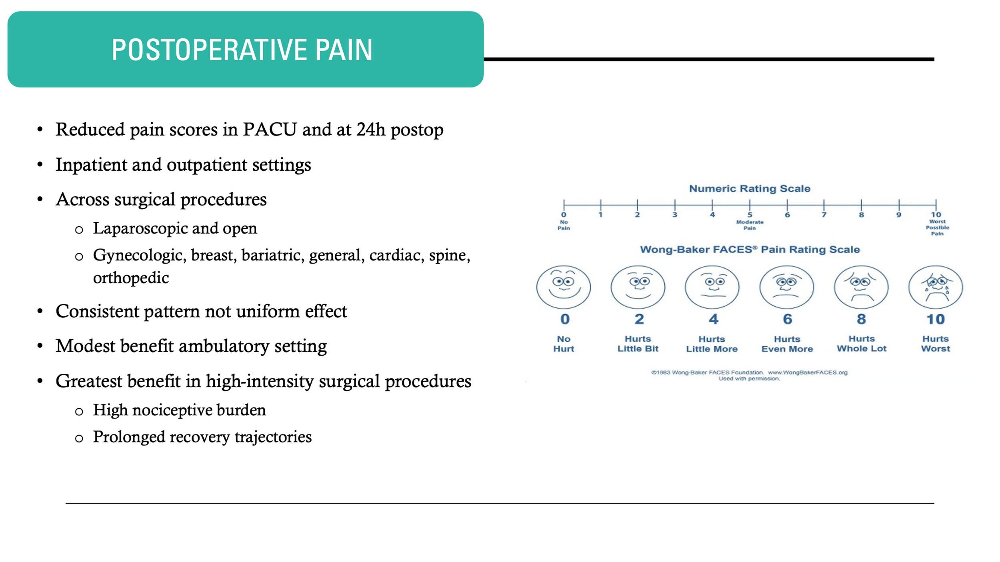 POSTOPERATIVE PAIN
• Reduced pain scores in PACU and at 24h postop
• Inpatient and outpatient settings
• Across surgical procedures
o Laparoscopic and open
o Gynecologic, breast, bariatric, general, cardiac, spine,
orthopedic
• Consistent pattern not uniform effect
• Modest benefit ambulatory setting
• Greatest benefit in high-intensity surgical procedures
o High nociceptive burden
o Prolonged recovery trajectories
Numeric Rating Scale
0 1 2 3 4 5 6 7 8 9 10
No Moderate Worst
Pain Pain Possible
Pain
Wong-Baker FACES® Pain Rating Scale
0 2 4 6 8 10
No Hurts Hurts Hurts Hurts Hurts
Hurt Little Bit Little More Even More Whole Lot Worst
©1983 Wong-Baker FACES Foundation. www.WongBakerFACES.org
Used with permission.